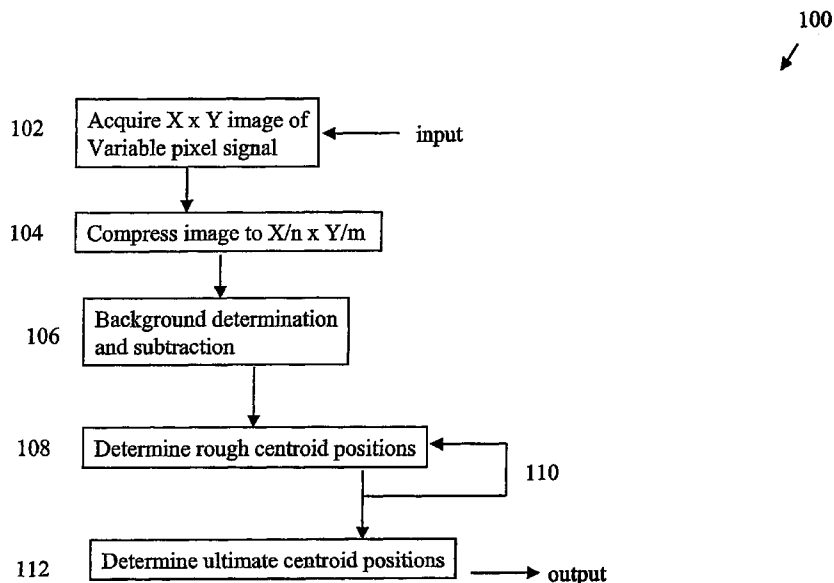 100
102
Acquire X x Y image of
Variable pixel signal
input
104
Compress image to X/n x Y/m
106
Background determination
and subtraction
108
Determine rough centroid positions
110
112
Determine ultimate centroid positions
output